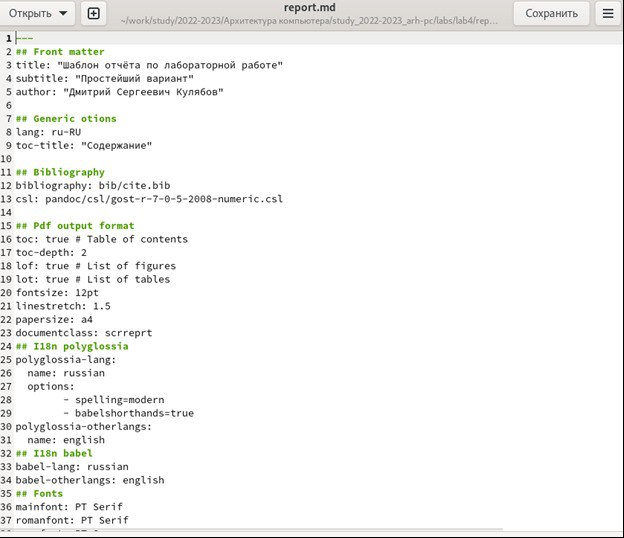 Открыть
report.md
~/work/study/2022-2023/Архитектура компьютера/study_2022-2023_arh-pc/labs/lab4/rep…
Сохранить
1 ---
2 ## Front matter
3 title: "Шаблон отчёта по лабораторной работе"
4 subtitle: "Простейший вариант"
5 author: "Дмитрий Сергеевич Кулябов"
6
7 ## Generic otions
8 lang: ru-RU
9 toc-title: "Содержание"
10
11 ## Bibliography
12 bibliography: bib/cite.bib
13 csl: pandoc/csl/gost-r-7-0-5-2008-numeric.csl
14
15 ## Pdf output format
16 toc: true # Table of contents
17 toc-depth: 2
18 lof: true # List of figures
19 lot: true # List of tables
20 fontsize: 12pt
21 linestretch: 1.5
22 papersize: a4
23 documentclass: scrreprt
24 ## I18n polyglossia
25 polyglossia-lang:
26   name: russian
27   options:
28         - spelling=modern
29         - babelshorthands=true
30 polyglossia-otherlangs:
31   name: english
32 ## I18n babel
33 babel-lang: russian
34 babel-otherlangs: english
35 ## Fonts
36 mainfont: PT Serif
37 romanfont: PT Serif